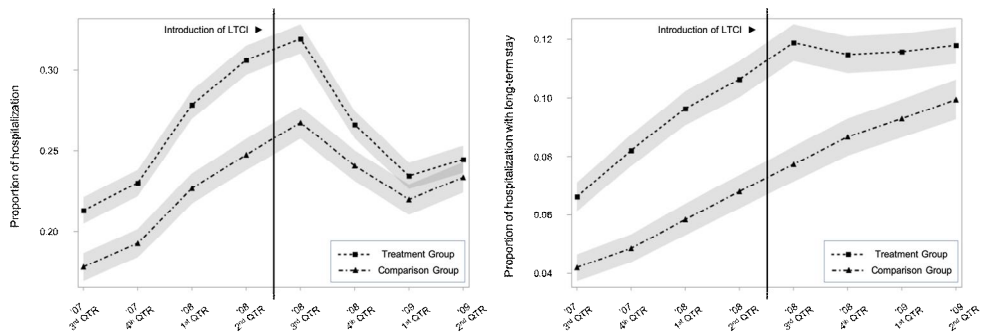 Introduction of LTCI ►
Proportion of hospitalization
0.30
0.25
0.20
Treatment Group
Comparison Group
'07
3rd QTR
'07
4th QTR
'08
1st QTR
'08
2nd QTR
'08
3rd QTR
'08
4th QTR
'09
1st QTR
'09
2nd QTR
Introduction of LTCI ►
Proportion of hospitalization with long-term stay
0.12
0.10
0.08
0.06
0.04
Treatment Group
Comparison Group
'07
3rd QTR
'07
4th QTR
'08
1st QTR
'08
2nd QTR
'08
3rd QTR
'08
4th QTR
'09
1st QTR
'09
2nd QTR